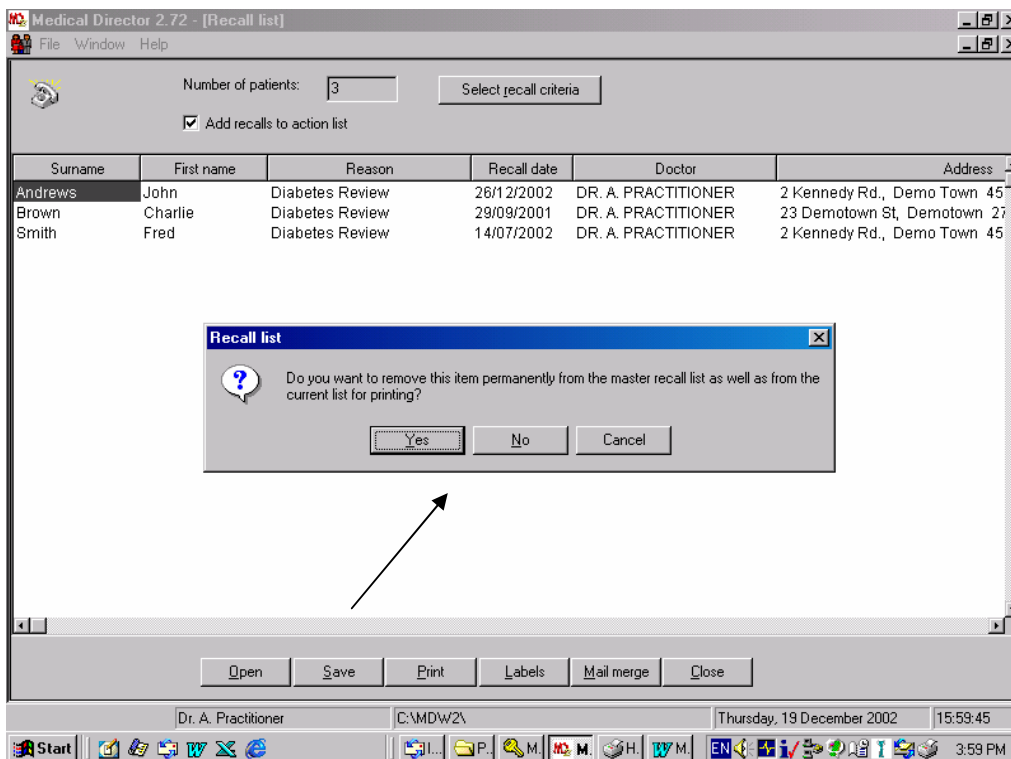 Medical Director 2.72 - [Recall list]
File Window Help
Number of patients: 3 Select recall criteria
Add recalls to action list
Surname First name Reason Recall date Doctor Address
Andrews John Diabetes Review 26/12/2002 DR. A. PRACTITIONER 2 Kennedy Rd., Demo Town 45
Brown Charlie Diabetes Review 29/09/2001 DR. A. PRACTITIONER 23 Demotown St, Demotown 27
Smith Fred Diabetes Review 14/07/2002 DR. A. PRACTITIONER 2 Kennedy Rd., Demo Town 45
Recall list
Do you want to remove this item permanently from the master recall list as well as from the
current list for printing?
Yes No Cancel
Open Save Print Labels Mail merge Close
Dr. A. Practitioner C:\MDW2\ Thursday, 19 December 2002 15:59:45
Start I... P.. M. M. H. W M. EN 3:59 PM